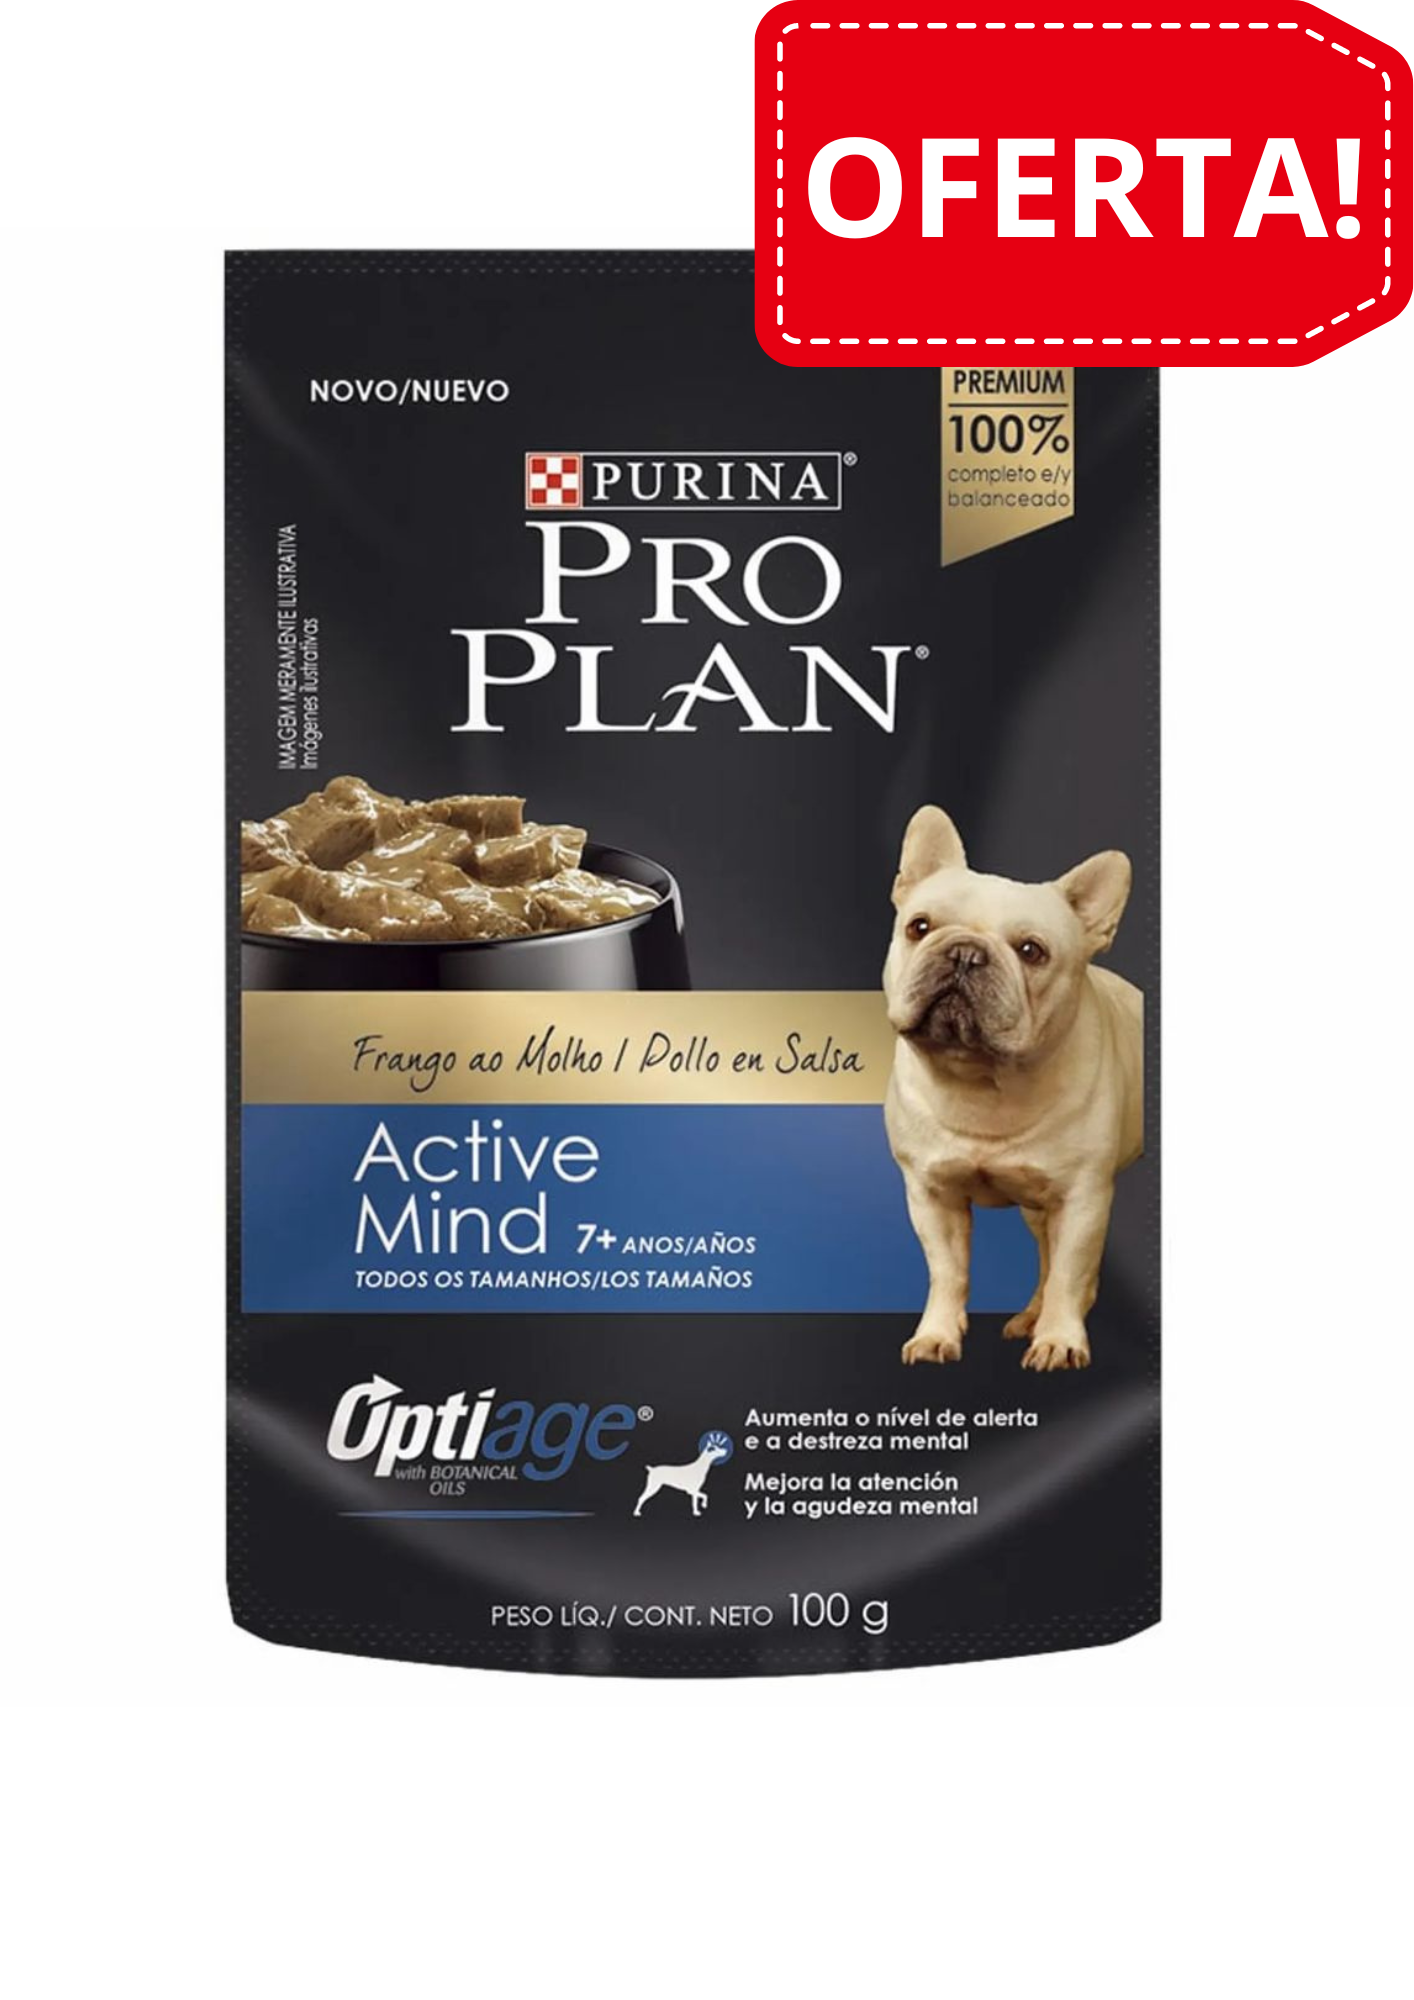 OFERTA!
NOVO/NUEVO
PREMIUM
100%
completo e/y
balanceado
PURINA®
PRO
PLAN®
IMAGEM MERAMENTE ILUSTRATIVA
Imágenes ilustrativas
Frango ao Molho / Pollo en Salsa
Active
Mind 7+ ANOS/AÑOS
TODOS OS TAMANHOS/LOS TAMAÑOS
Optiage®
with BOTANICAL
OILS
Aumenta o nível de alerta
e a destreza mental
Mejora la atención
y la agudeza mental
PESO LÍQ./ CONT. NETO 100 g